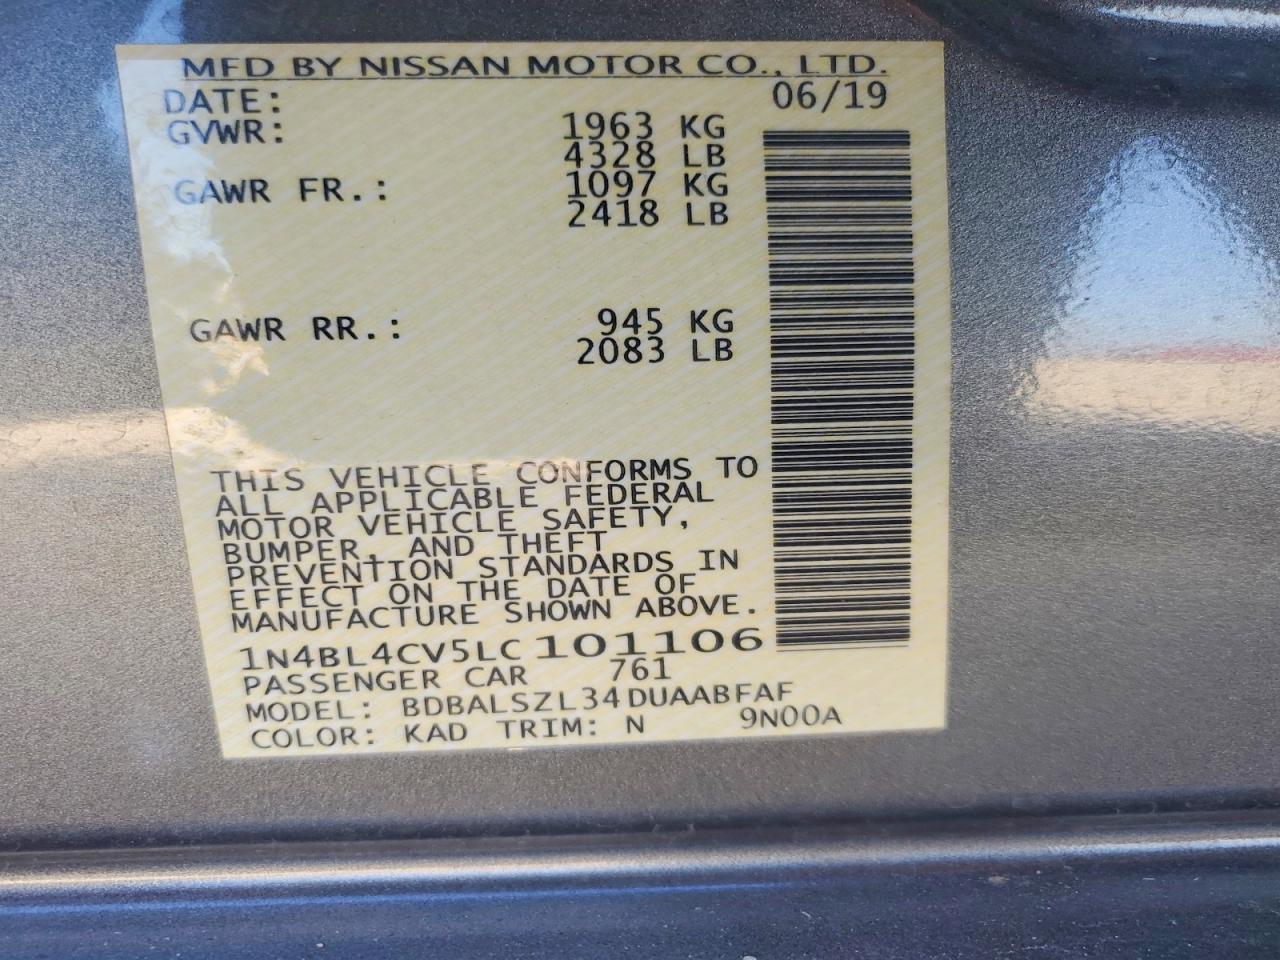 MFD BY NISSAN MOTOR CO., LTD.
DATE: 06/19
GVWR: 1963 KG
4328 LB
GAWR FR.: 1097 KG
2418 LB
GAWR RR.: 945 KG
2083 LB
THIS VEHICLE CONFORMS TO
ALL APPLICABLE FEDERAL
MOTOR VEHICLE SAFETY,
BUMPER, AND THEFT
PREVENTION STANDARDS IN
EFFECT ON THE DATE OF
MANUFACTURE SHOWN ABOVE.
1N4BL4CV5LC101106
PASSENGER CAR 761
MODEL: BDBALSZL34DUAABFAF
COLOR: KAD TRIM: N 9N00A